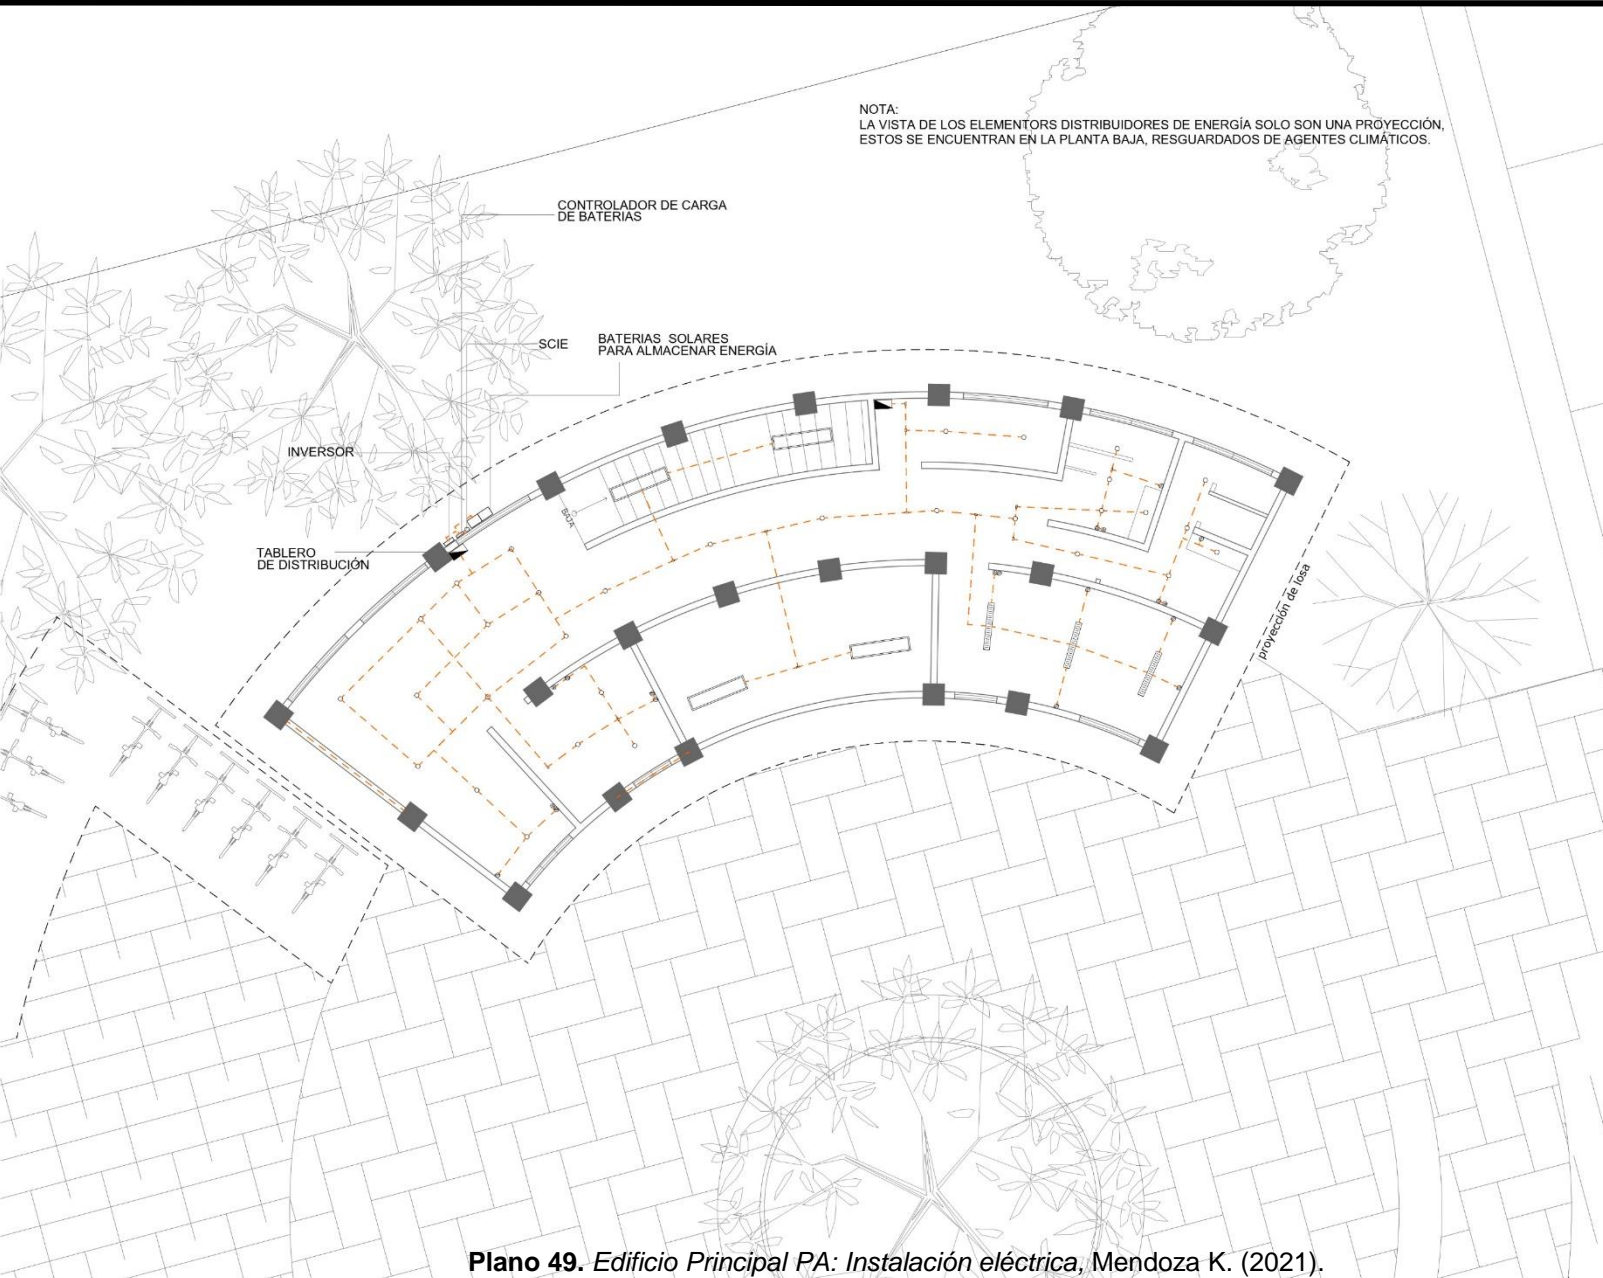 NOTA:
LA VISTA DE LOS ELEMENTORS DISTRIBUIDORES DE ENERGÍA SOLO SON UNA PROYECCIÓN,
ESTOS SE ENCUENTRAN EN LA PLANTA BAJA, RESGUARDADOS DE AGENTES CLIMÁTICOS.
CONTROLADOR DE CARGA
DE BATERIAS
SCIE
BATERIAS SOLARES
PARA ALMACENAR ENERGÍA
INVERSOR
BAJA
TABLERO
DE DISTRIBUCIÓN
proyección de losa
Plano 49. Edificio Principal PA: Instalación eléctrica, Mendoza K. (2021).